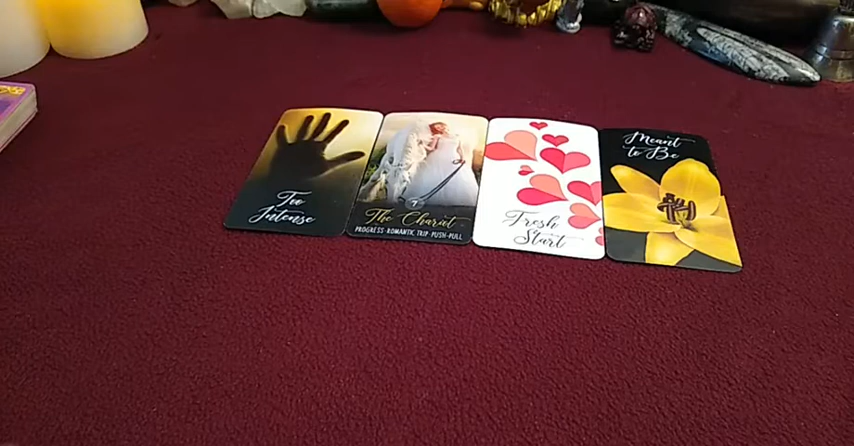 Too
Intense
7
The Chariot
PROGRESS·ROMANTIC TRIP·PUSH-PULL
Fresh
Start
Meant
to Be